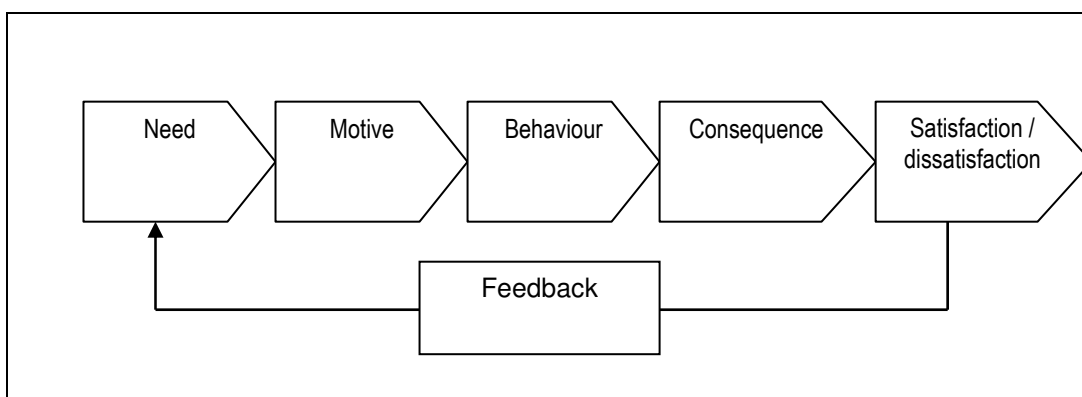 Need
Motive
Behaviour
Consequence
Satisfaction /
dissatisfaction
Feedback